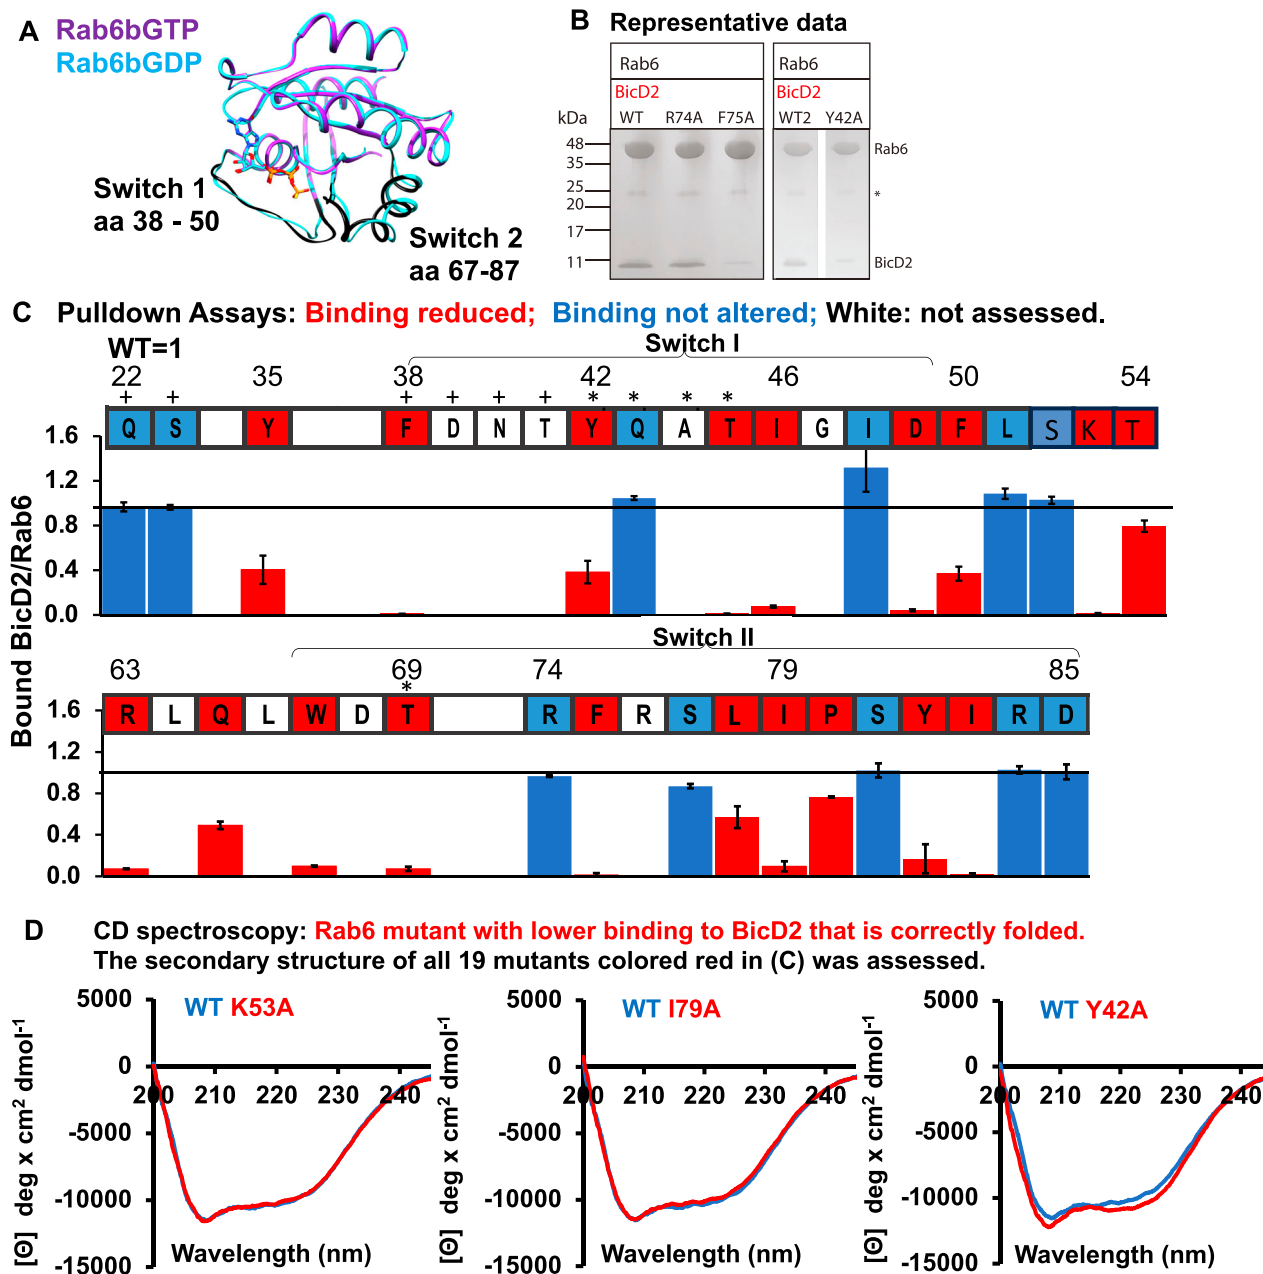 A Rab6bGTP
Rab6bGDP
Switch 1
aa 38 - 50
Switch 2
aa 67-87
B Representative data
Rab6
BicD2
kDa WT R74A F75A
48
35
25
20
17
11
Rab6
BicD2
WT2 Y42A
Rab6
*
BicD2
C Pulldown Assays: Binding reduced; Binding not altered; White: not assessed.
WT=1
Switch I
22 35 38 42 46 50 54
+ + + + + + * * * *
Q S Y F D N T Y Q A T I G I D F L S K T
Bound BicD2/Rab6
1.6
1.2
0.8
0.4
0.0
Switch II
63 69 74 79 85
*
R L Q L W D T R F R S L I P S Y I R D
1.6
1.2
0.8
0.4
0.0
D CD spectroscopy: Rab6 mutant with lower binding to BicD2 that is correctly folded.
The secondary structure of all 19 mutants colored red in (C) was assessed.
WT K53A
[Θ] deg x cm² dmol⁻¹
5000
0
-5000
-10000
-15000
200 210 220 230 240
Wavelength (nm)
WT I79A
[Θ] deg x cm² dmol⁻¹
5000
0
-5000
-10000
-15000
200 210 220 230 240
Wavelength (nm)
WT Y42A
[Θ] deg x cm² dmol⁻¹
5000
0
-5000
-10000
-15000
200 210 220 230 240
Wavelength (nm)